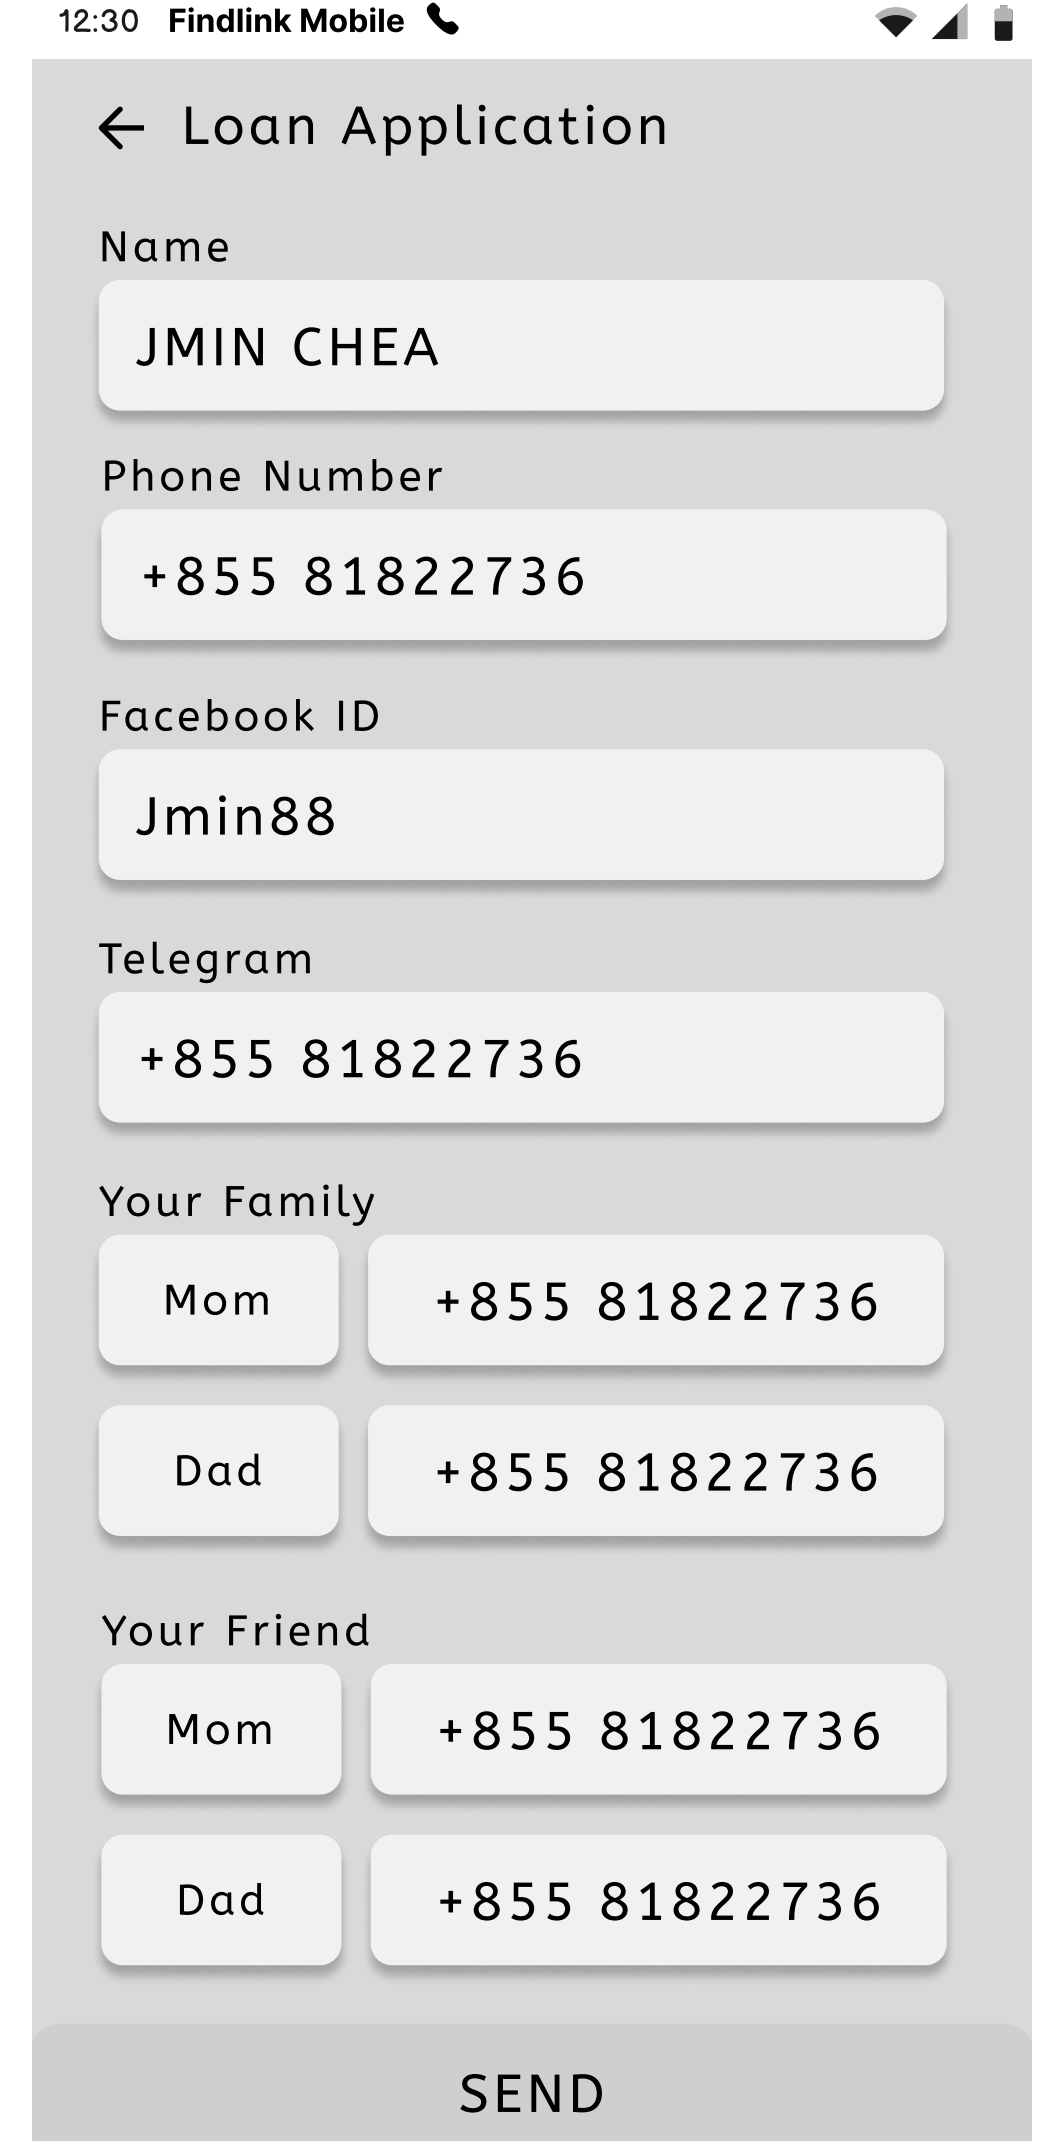 12:30 Findlink Mobile
Loan Application
Name
JMIN CHEA
Phone Number
+855 81822736
Facebook ID
Jmin88
Telegram
+855 81822736
Your Family
Mom +855 81822736
Dad +855 81822736
Your Friend
Mom +855 81822736
Dad +855 81822736
SEND